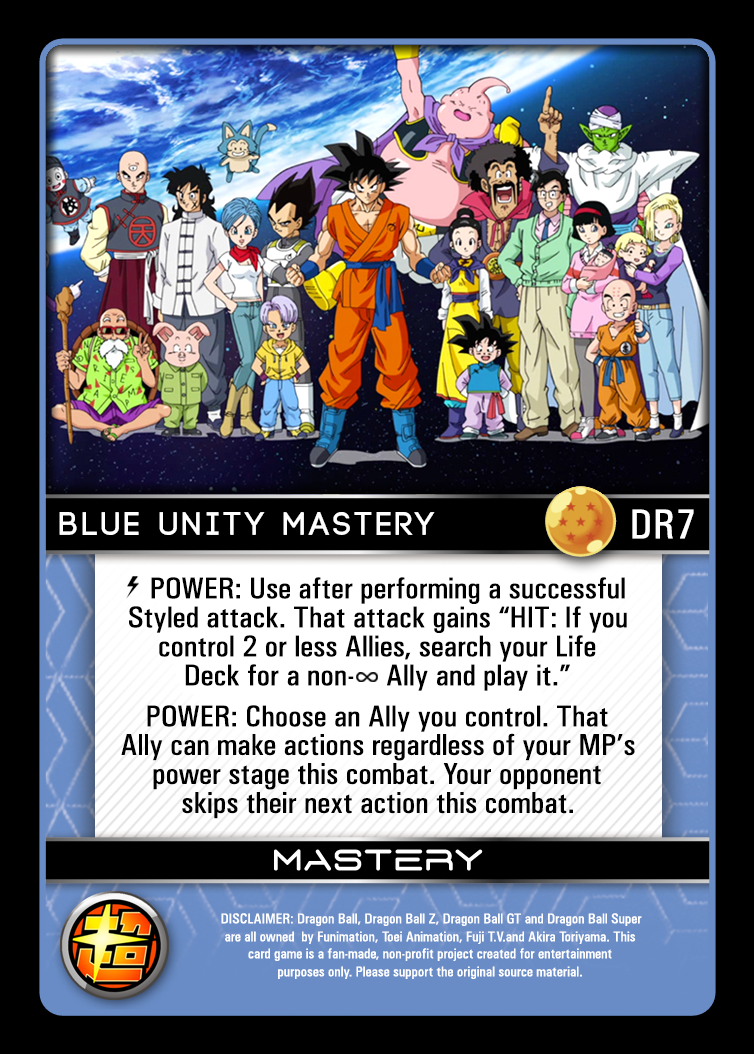 BLUE UNITY MASTERY
DR7
POWER: Use after performing a successful
Styled attack. That attack gains “HIT: If you
control 2 or less Allies, search your Life
Deck for a non-∞ Ally and play it.”
POWER: Choose an Ally you control. That
Ally can make actions regardless of your MP’s
power stage this combat. Your opponent
skips their next action this combat.
MASTERY
DISCLAIMER: Dragon Ball, Dragon Ball Z, Dragon Ball GT and Dragon Ball Super
are all owned by Funimation, Toei Animation, Fuji T.V.and Akira Toriyama. This
card game is a fan-made, non-profit project created for entertainment
purposes only. Please support the original source material.